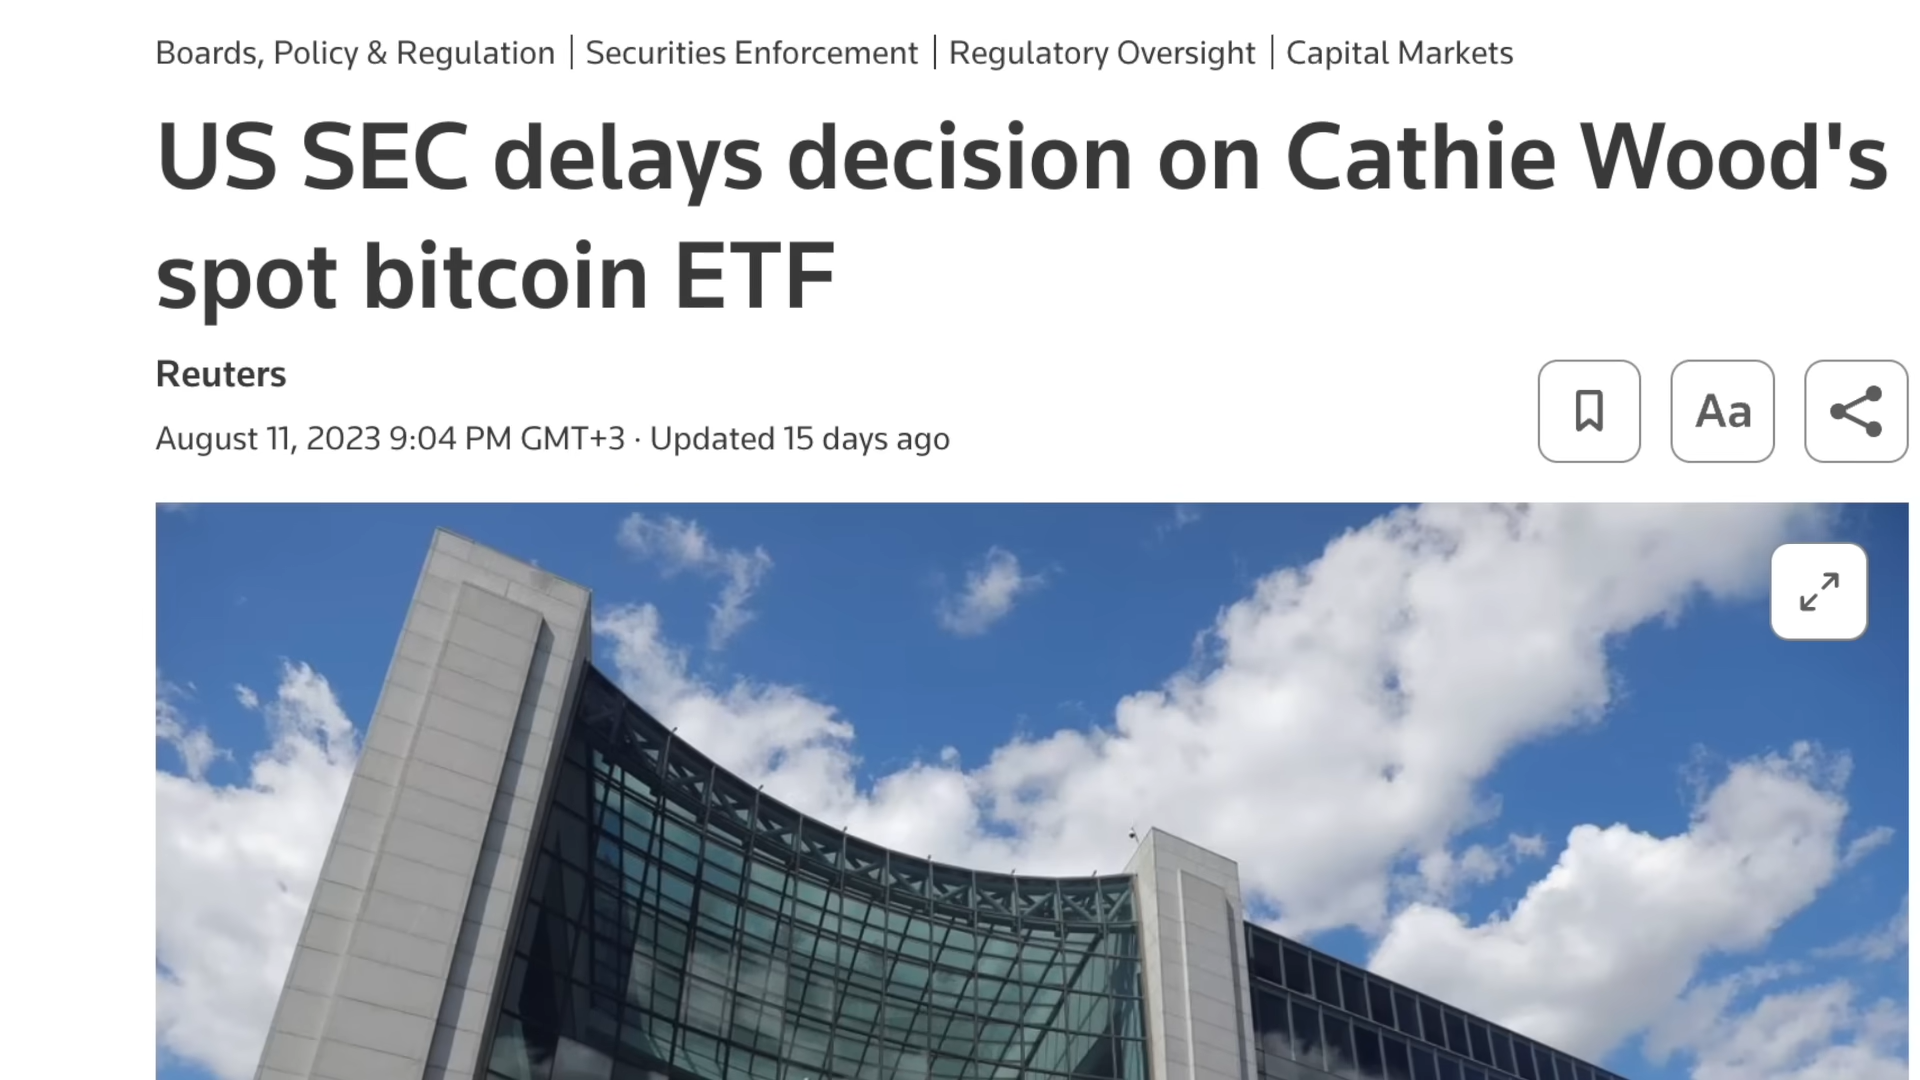 Boards, Policy & Regulation | Securities Enforcement | Regulatory Oversight | Capital Markets
US SEC delays decision on Cathie Wood's
spot bitcoin ETF
Reuters
Aa
August 11, 2023 9:04 PM GMT+3 · Updated 15 days ago